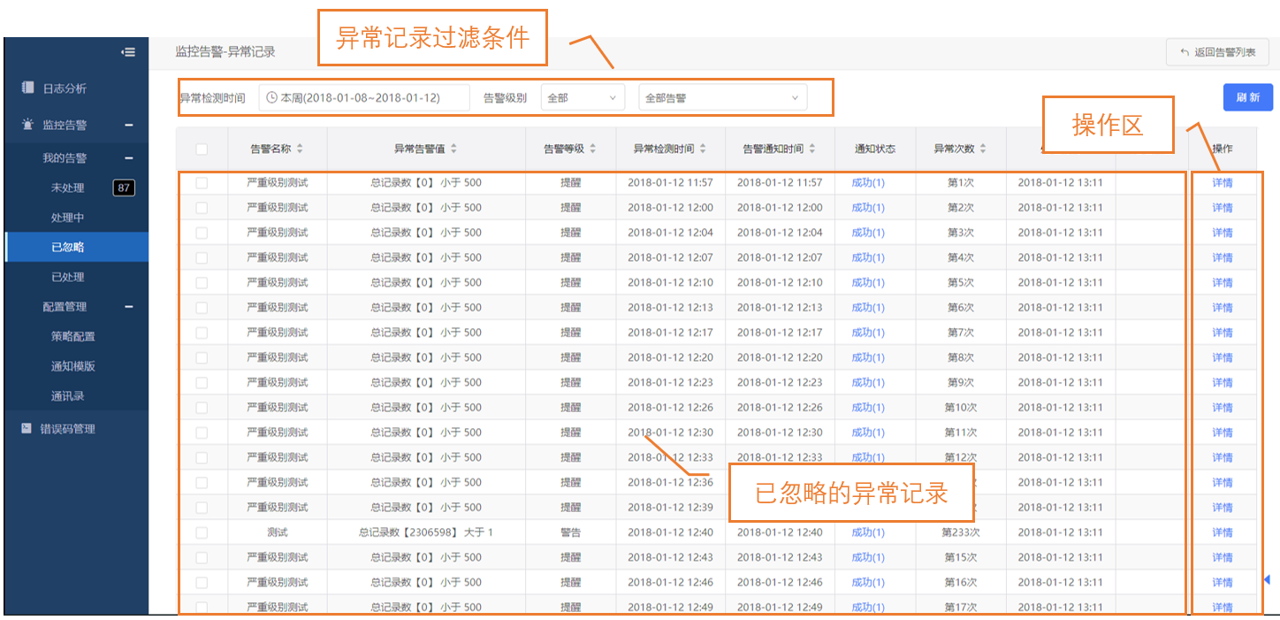 异常记录过滤条件
监控告警-异常记录
返回告警列表
日志分析
监控告警
我的告警
未处理 87
处理中
已忽略
已处理
配置管理
策略配置
通知模版
通讯录
错误码管理
异常检测时间 本周(2018-01-08~2018-01-12) 告警级别 全部 全部告警
刷 新
操作区
告警名称 异常告警值 告警等级 异常检测时间 告警通知时间 通知状态 异常次数 操作
严重级别测试 总记录数【0】 小于 500 提醒 2018-01-12 11:57 2018-01-12 11:57 成功(1) 第1次 2018-01-12 13:11 详情
严重级别测试 总记录数【0】 小于 500 提醒 2018-01-12 12:00 2018-01-12 12:00 成功(1) 第2次 2018-01-12 13:11 详情
严重级别测试 总记录数【0】 小于 500 提醒 2018-01-12 12:04 2018-01-12 12:04 成功(1) 第3次 2018-01-12 13:11 详情
严重级别测试 总记录数【0】 小于 500 提醒 2018-01-12 12:07 2018-01-12 12:07 成功(1) 第4次 2018-01-12 13:11 详情
严重级别测试 总记录数【0】 小于 500 提醒 2018-01-12 12:10 2018-01-12 12:10 成功(1) 第5次 2018-01-12 13:11 详情
严重级别测试 总记录数【0】 小于 500 提醒 2018-01-12 12:13 2018-01-12 12:13 成功(1) 第6次 2018-01-12 13:11 详情
严重级别测试 总记录数【0】 小于 500 提醒 2018-01-12 12:17 2018-01-12 12:17 成功(1) 第7次 2018-01-12 13:11 详情
严重级别测试 总记录数【0】 小于 500 提醒 2018-01-12 12:20 2018-01-12 12:20 成功(1) 第8次 2018-01-12 13:11 详情
严重级别测试 总记录数【0】 小于 500 提醒 2018-01-12 12:23 2018-01-12 12:23 成功(1) 第9次 2018-01-12 13:11 详情
严重级别测试 总记录数【0】 小于 500 提醒 2018-01-12 12:26 2018-01-12 12:26 成功(1) 第10次 2018-01-12 13:11 详情
严重级别测试 总记录数【0】 小于 500 提醒 2018-01-12 12:30 2018-01-12 12:30 成功(1) 第11次 2018-01-12 13:11 详情
严重级别测试 总记录数【0】 小于 500 提醒 2018-01-12 12:33 2018-01-12 12:33 成功(1) 第12次 2018-01-12 13:11 详情
严重级别测试 总记录数【0】 小于 500 提醒 2018-01-12 12:36 2018-01-12 13:11 详情
已忽略的异常记录
严重级别测试 总记录数【0】 小于 500 提醒 2018-01-12 12:39 2018-01-12 13:11 详情
测试 总记录数【2306598】 大于 1 警告 2018-01-12 12:40 2018-01-12 12:40 成功(1) 第233次 2018-01-12 13:11 详情
严重级别测试 总记录数【0】 小于 500 提醒 2018-01-12 12:43 2018-01-12 12:43 成功(1) 第15次 2018-01-12 13:11 详情
严重级别测试 总记录数【0】 小于 500 提醒 2018-01-12 12:46 2018-01-12 12:46 成功(1) 第16次 2018-01-12 13:11 详情
严重级别测试 总记录数【0】 小于 500 提醒 2018-01-12 12:49 2018-01-12 12:49 成功(1) 第17次 2018-01-12 13:11 详情